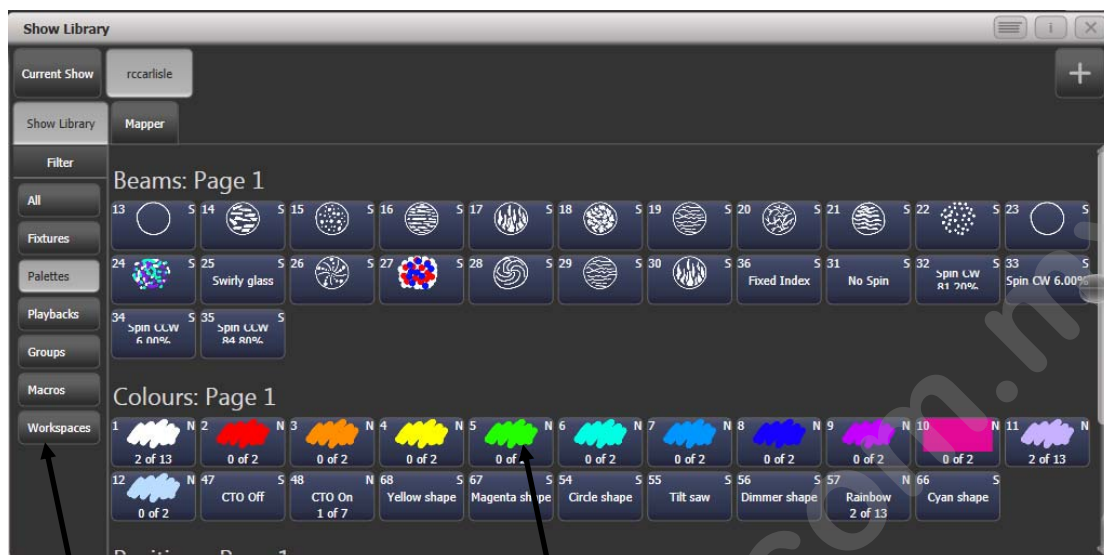 Show Library
Current Show
rccarlisle
Show Library
Mapper
Filter
All
Fixtures
Palettes
Playbacks
Groups
Macros
Workspaces
Beams: Page 1
13 S 14 S 15 S 16 S 17 S 18 S 19 S 20 S 21 S 22 S 23 S
24 S 25 S 26 S 27 S 28 S 29 S 30 S 36 S 31 S 32 S 33 S
Swirly glass Fixed Index No Spin Spin CW 81.20% Spin CW 6.00%
34 S 35 S
Spin CCW 6.00% Spin CCW 84.80%
Colours: Page 1
1 N 2 N 3 N 4 N 5 N 6 N 7 N 8 N 9 N 10 N 11 N
2 of 13 0 of 2 0 of 2 0 of 2 0 of 0 of 2 0 of 2 0 of 2 0 of 2 0 of 2 2 of 13
12 N 47 S 48 S 68 S 67 S 54 S 55 S 56 S 57 S 66 S
0 of 2 CTO Off CTO On 1 of 7 Yellow shape Magenta shape Circle shape Tilt saw Dimmer shape Rainbow 2 of 13 Cyan shape